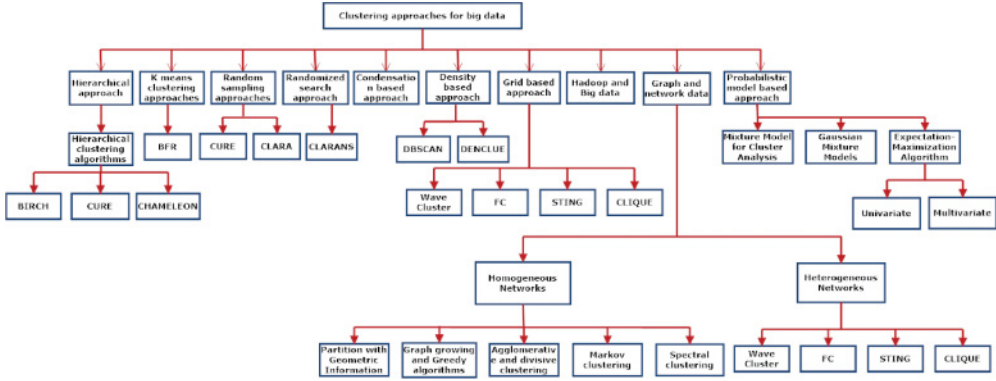 Clustering approaches for big data
Hierarchical
approach
K means
clustering
approaches
Random
sampling
approaches
Randomized
search
approach
Condensatio
n based
approach
Density
based
approach
Grid based
approach
Hadoop and
Big data
Graph and
network data
Probabilistic
model based
approach
Hierarchical
clustering
algorithms
BFR
CURE
CLARA
CLARANS
DBSCAN
DENCLUE
Mixture Model
for Cluster
Analysis
Gaussian
Mixture
Models
Expectation-
Maximization
Algorithm
BIRCH
CURE
CHAMELEON
Wave
Cluster
FC
STING
CLIQUE
Univariate
Multivariate
Homogeneous
Networks
Heterogeneous
Networks
Partition with
Geometric
Information
Graph growing
and Greedy
algorithms
Agglomerativ
e and divisive
clustering
Markov
clustering
Spectral
clustering
Wave
Cluster
FC
STING
CLIQUE